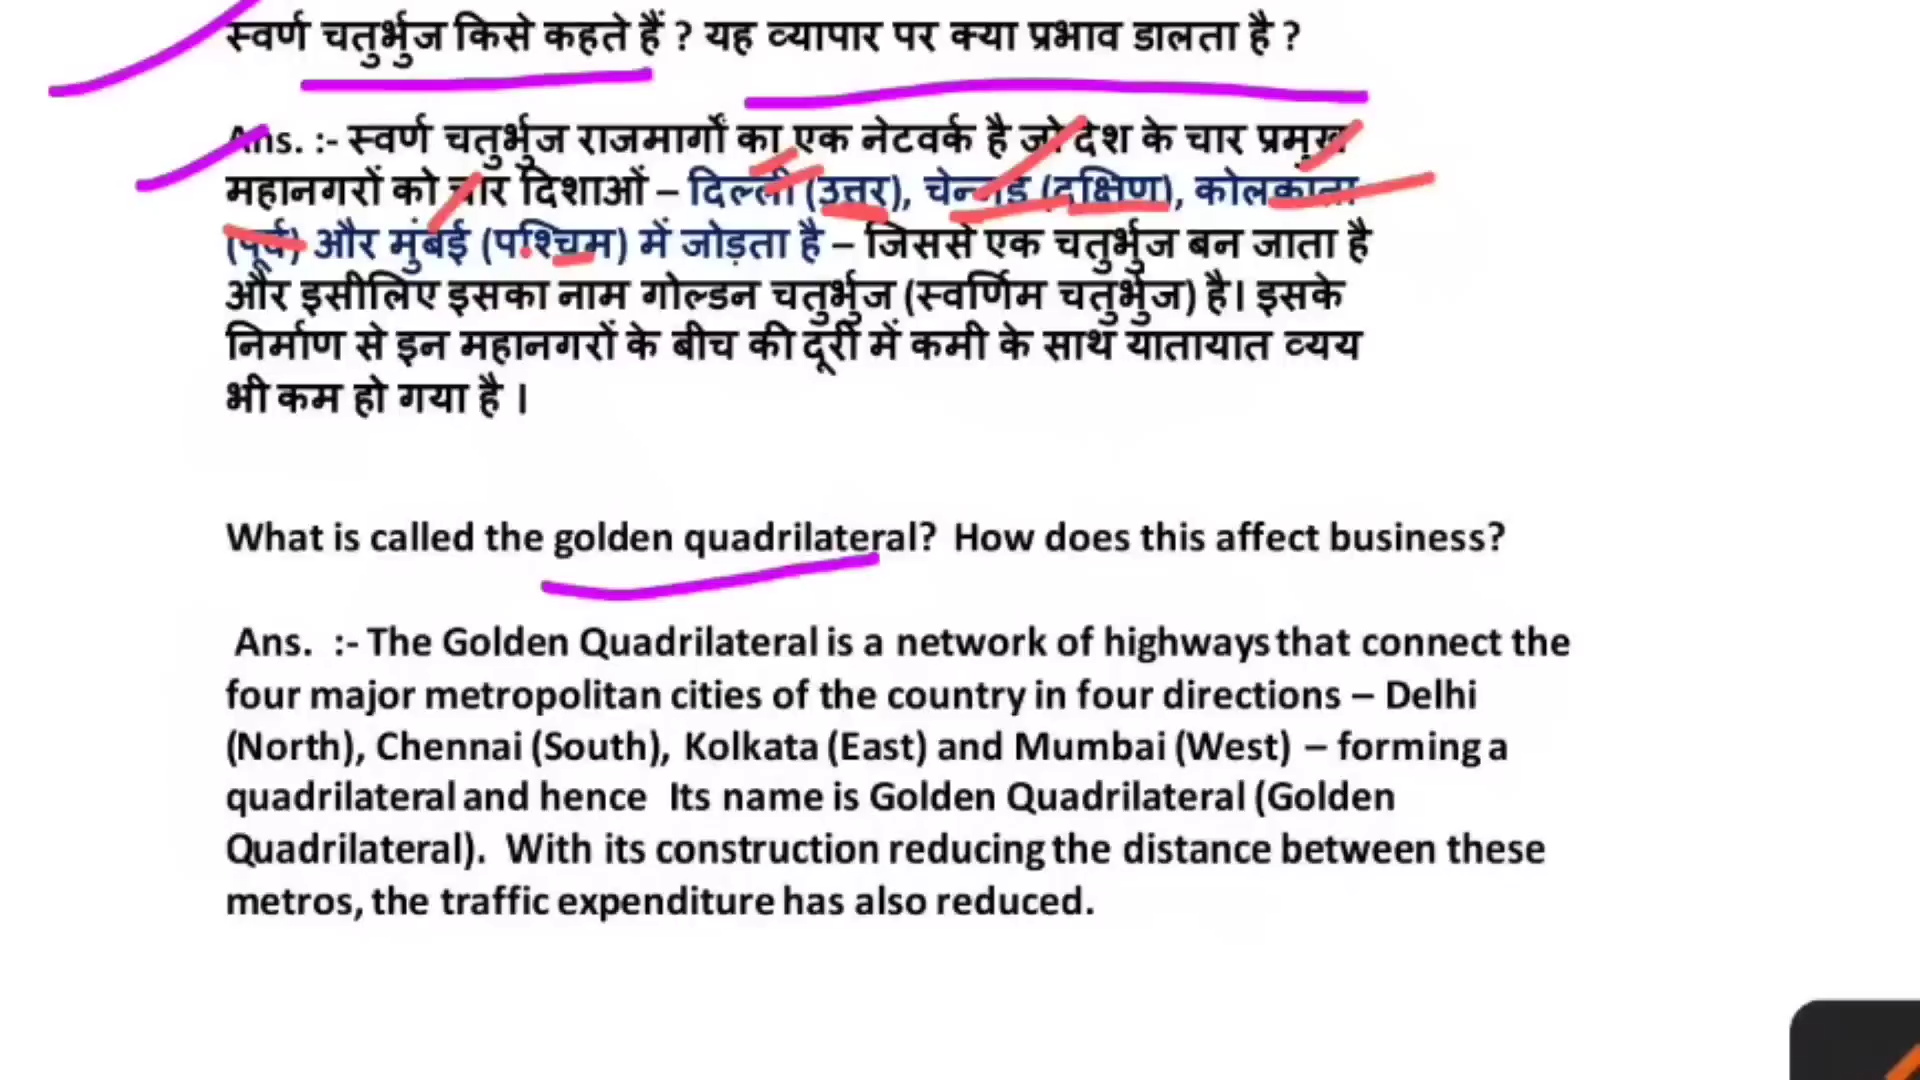 स्वर्ण चतुर्भुज किसे कहते हैं ? यह व्यापार पर क्या प्रभाव डालता है ?
Ans. :- स्वर्ण चतुर्भुज राजमार्गों का एक नेटवर्क है जो देश के चार प्रमुख
महानगरों को चार दिशाओं – दिल्ली (उत्तर), चेन्नई (दक्षिण), कोलकाता
(पूर्व) और मुंबई (पश्चिम) में जोड़ता है – जिससे एक चतुर्भुज बन जाता है
और इसीलिए इसका नाम गोल्डन चतुर्भुज (स्वर्णिम चतुर्भुज) है। इसके
निर्माण से इन महानगरों के बीच की दूरी में कमी के साथ यातायात व्यय
भी कम हो गया है ।
What is called the golden quadrilateral? How does this affect business?
Ans. :- The Golden Quadrilateral is a network of highways that connect the
four major metropolitan cities of the country in four directions – Delhi
(North), Chennai (South), Kolkata (East) and Mumbai (West) – forming a
quadrilateral and hence Its name is Golden Quadrilateral (Golden
Quadrilateral). With its construction reducing the distance between these
metros, the traffic expenditure has also reduced.